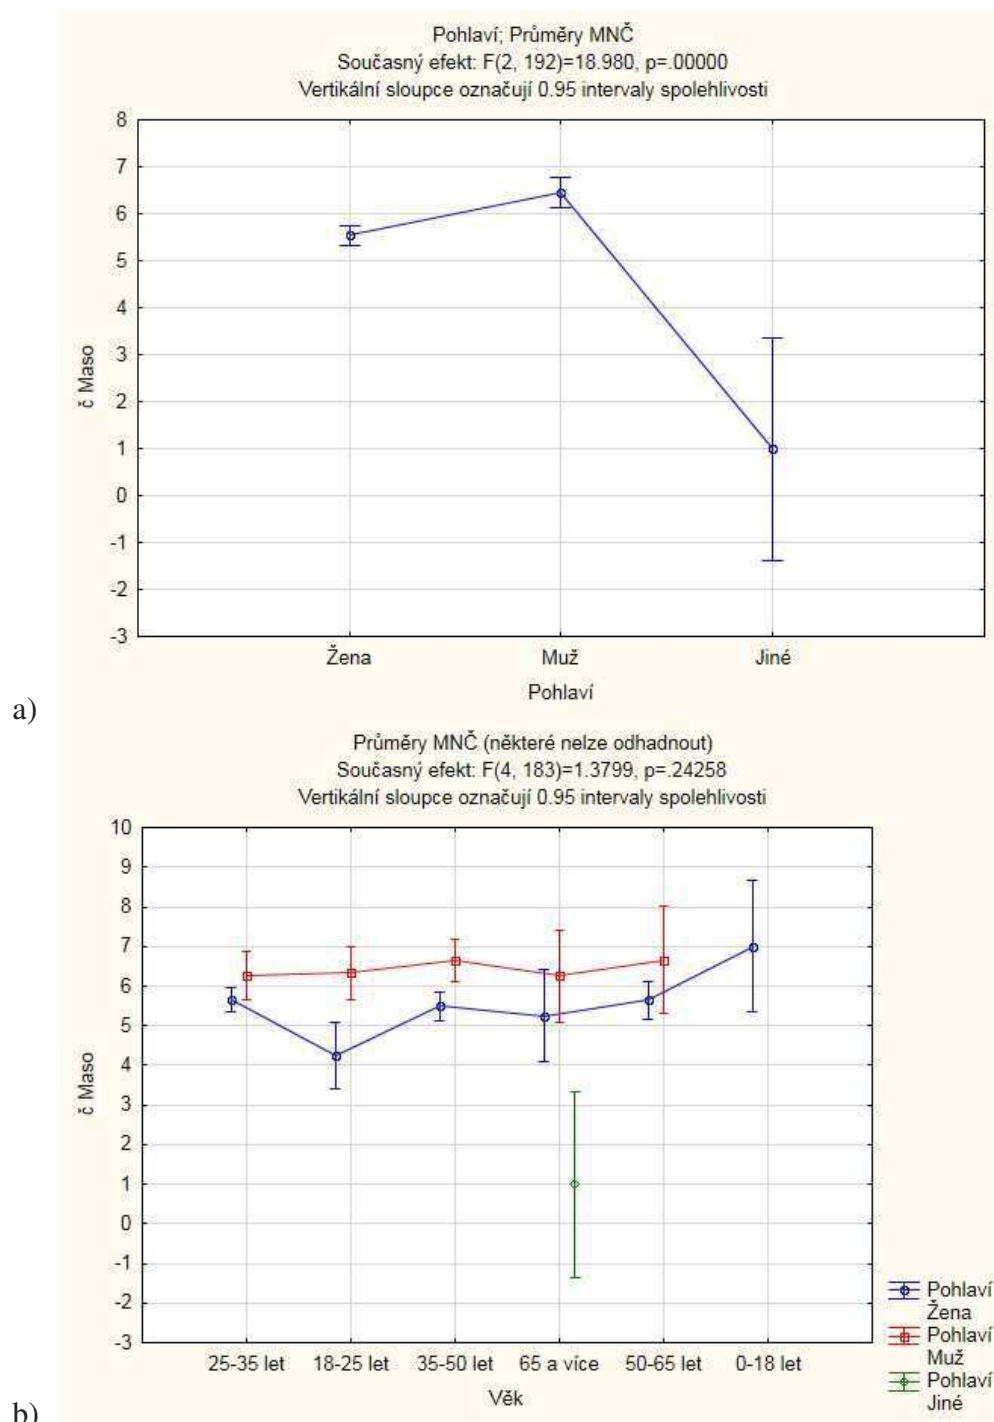 Pohlaví; Průměry MNČ
Současný efekt: F(2, 192)=18.980, p=.00000
Vertikální sloupce označují 0.95 intervaly spolehlivosti
8
7
6
5
4
3
2
1
0
-1
-2
-3
č Maso
Žena Muž Jiné
Pohlaví
a)
Průměry MNČ (některé nelze odhadnout)
Současný efekt: F(4, 183)=1.3799, p=.24258
Vertikální sloupce označují 0.95 intervaly spolehlivosti
10
9
8
7
6
5
4
3
2
1
0
-1
-2
-3
č Maso
25-35 let 18-25 let 35-50 let 65 a více 50-65 let 0-18 let
Věk
Pohlaví
Žena
Pohlaví
Muž
Pohlaví
Jiné
b)